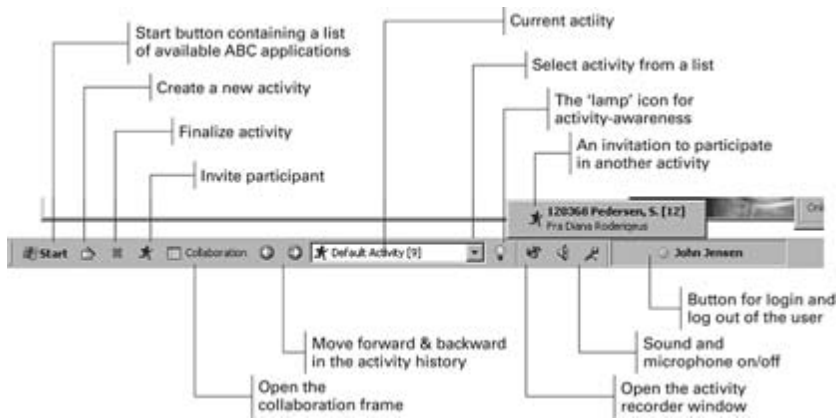 Start button containing a list
of available ABC applications
Create a new activity
Finalize activity
Invite participant
Current actiity
Select activity from a list
The 'lamp' icon for
activity-awareness
An invitation to participate
in another activity
120368 Pedersen, S. [12]
Fra Diana Roderiqeus
Start
Collaboration
Default Activity [9]
John Jensen
Move forward & backward
in the activity history
Open the
collaboration frame
Button for login and
log out of the user
Sound and
microphone on/off
Open the activity
recorder window